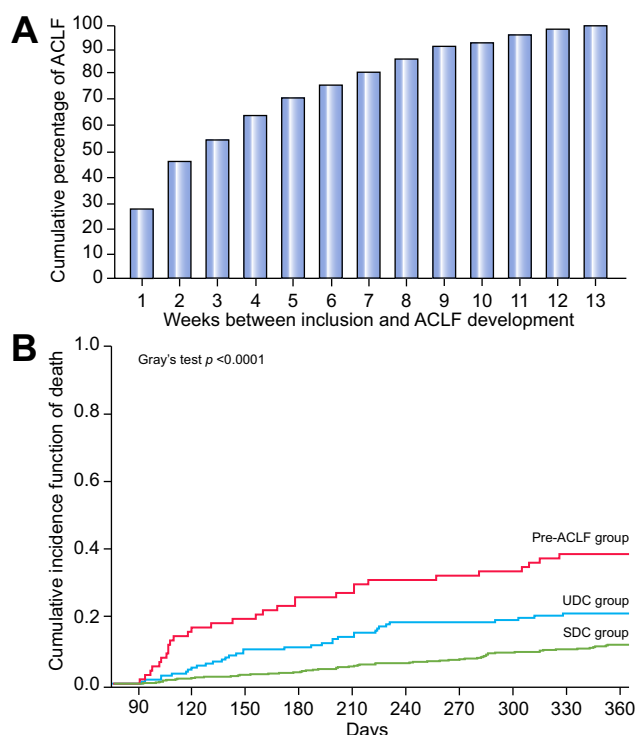 A
Cumulative percentage of ACLF
100
90
80
70
60
50
40
30
20
10
0
1 2 3 4 5 6 7 8 9 10 11 12 13
Weeks between inclusion and ACLF development
B
Cumulative incidence function of death
Gray's test p <0.0001
1.0
0.8
0.6
0.4
0.2
0.0
Pre-ACLF group
UDC group
SDC group
90 120 150 180 210 240 270 300 330 360
Days